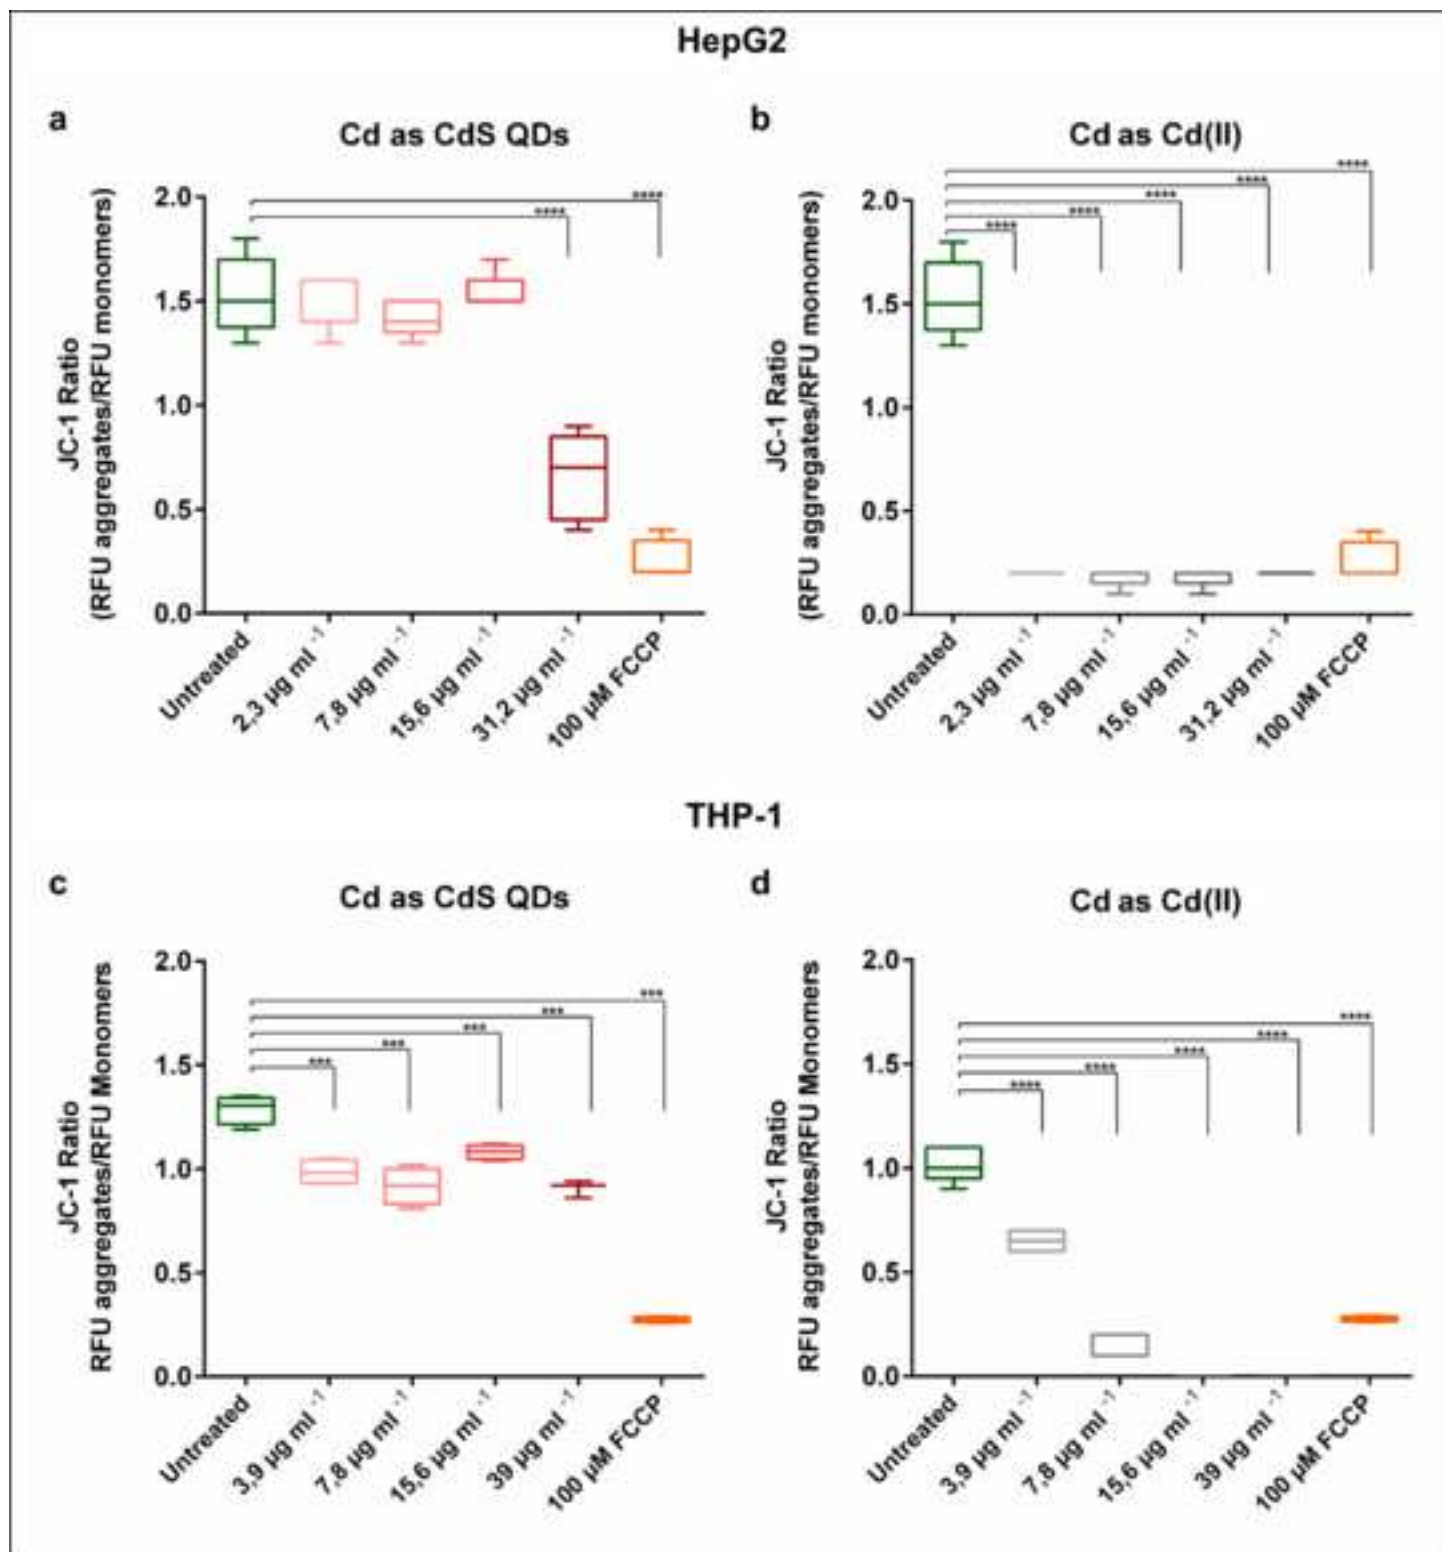 HepG2
a
Cd as CdS QDs
JC-1 Ratio
(RFU aggregates/RFU monomers)
2.0
1.5
1.0
0.5
0.0
****
****
Untreated
2,3 µg ml -1
7,8 µg ml -1
15,6 µg ml -1
31,2 µg ml -1
100 µM FCCP
b
Cd as Cd(II)
JC-1 Ratio
(RFU aggregates/RFU monomers)
2.0
1.5
1.0
0.5
0.0
****
****
****
****
****
Untreated
2,3 µg ml -1
7,8 µg ml -1
15,6 µg ml -1
31,2 µg ml -1
100 µM FCCP
THP-1
c
Cd as CdS QDs
JC-1 Ratio
RFU aggregates/RFU Monomers
2.0
1.5
1.0
0.5
0.0
***
***
***
***
***
Untreated
3,9 µg ml -1
7,8 µg ml -1
15,6 µg ml -1
39 µg ml -1
100 µM FCCP
d
Cd as Cd(II)
JC-1 Ratio
RFU aggregates/RFU Monomers
2.0
1.5
1.0
0.5
0.0
****
****
****
****
****
Untreated
3,9 µg ml -1
7,8 µg ml -1
15,6 µg ml -1
39 µg ml -1
100 µM FCCP